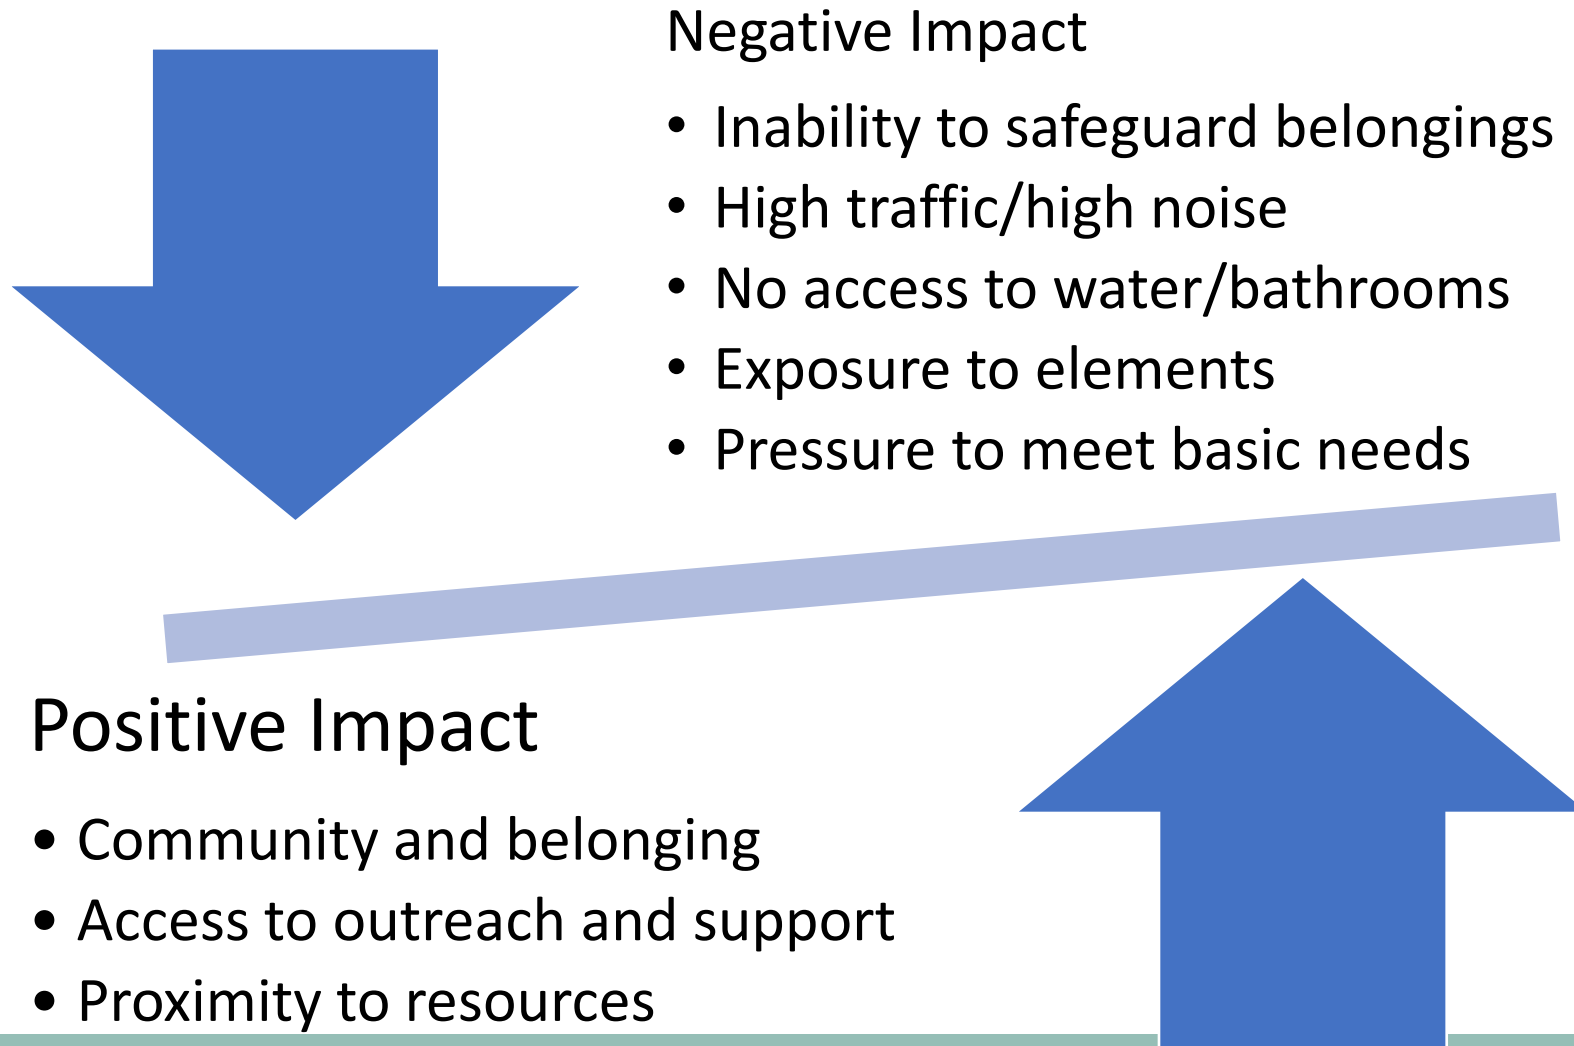 Negative Impact
• Inability to safeguard belongings
• High traffic/high noise
• No access to water/bathrooms
• Exposure to elements
• Pressure to meet basic needs
Positive Impact
• Community and belonging
• Access to outreach and support
• Proximity to resources